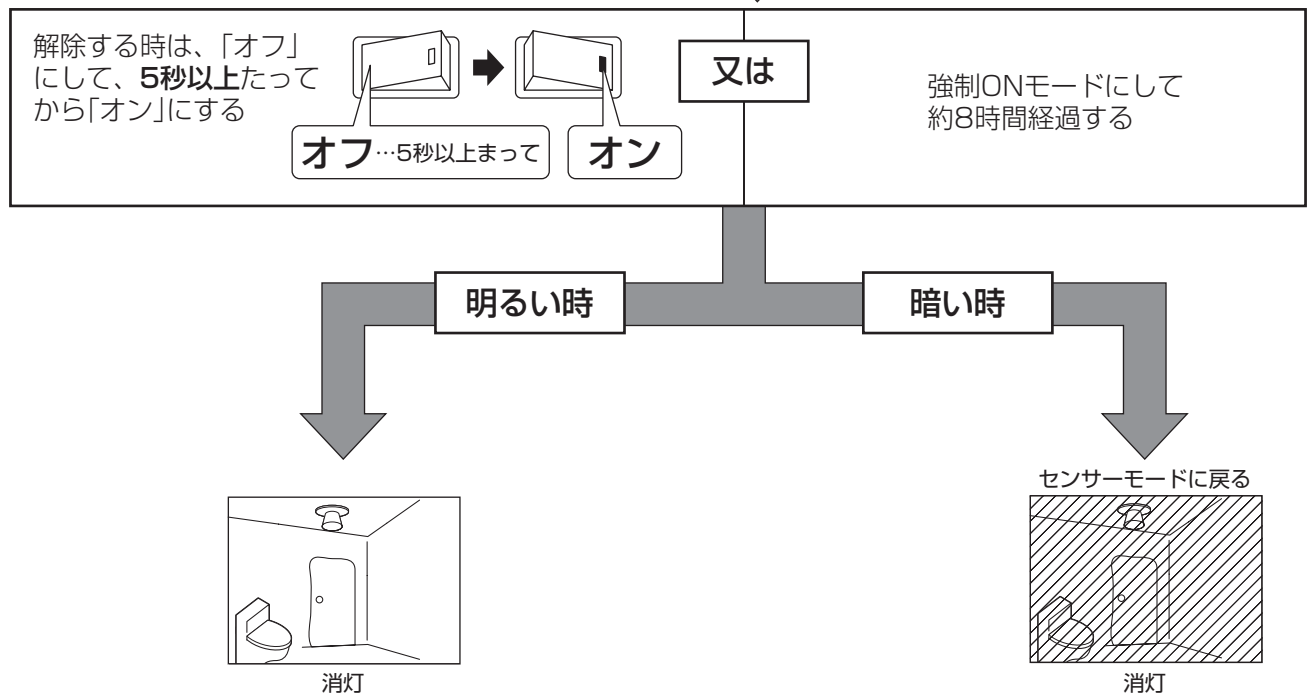 解除する時は、「オフ」
にして、5秒以上たって
から「オン」にする
オフ…5秒以上まって
オン
又は
強制ONモードにして
約8時間経過する
明るい時
暗い時
消灯
センサーモードに戻る
消灯